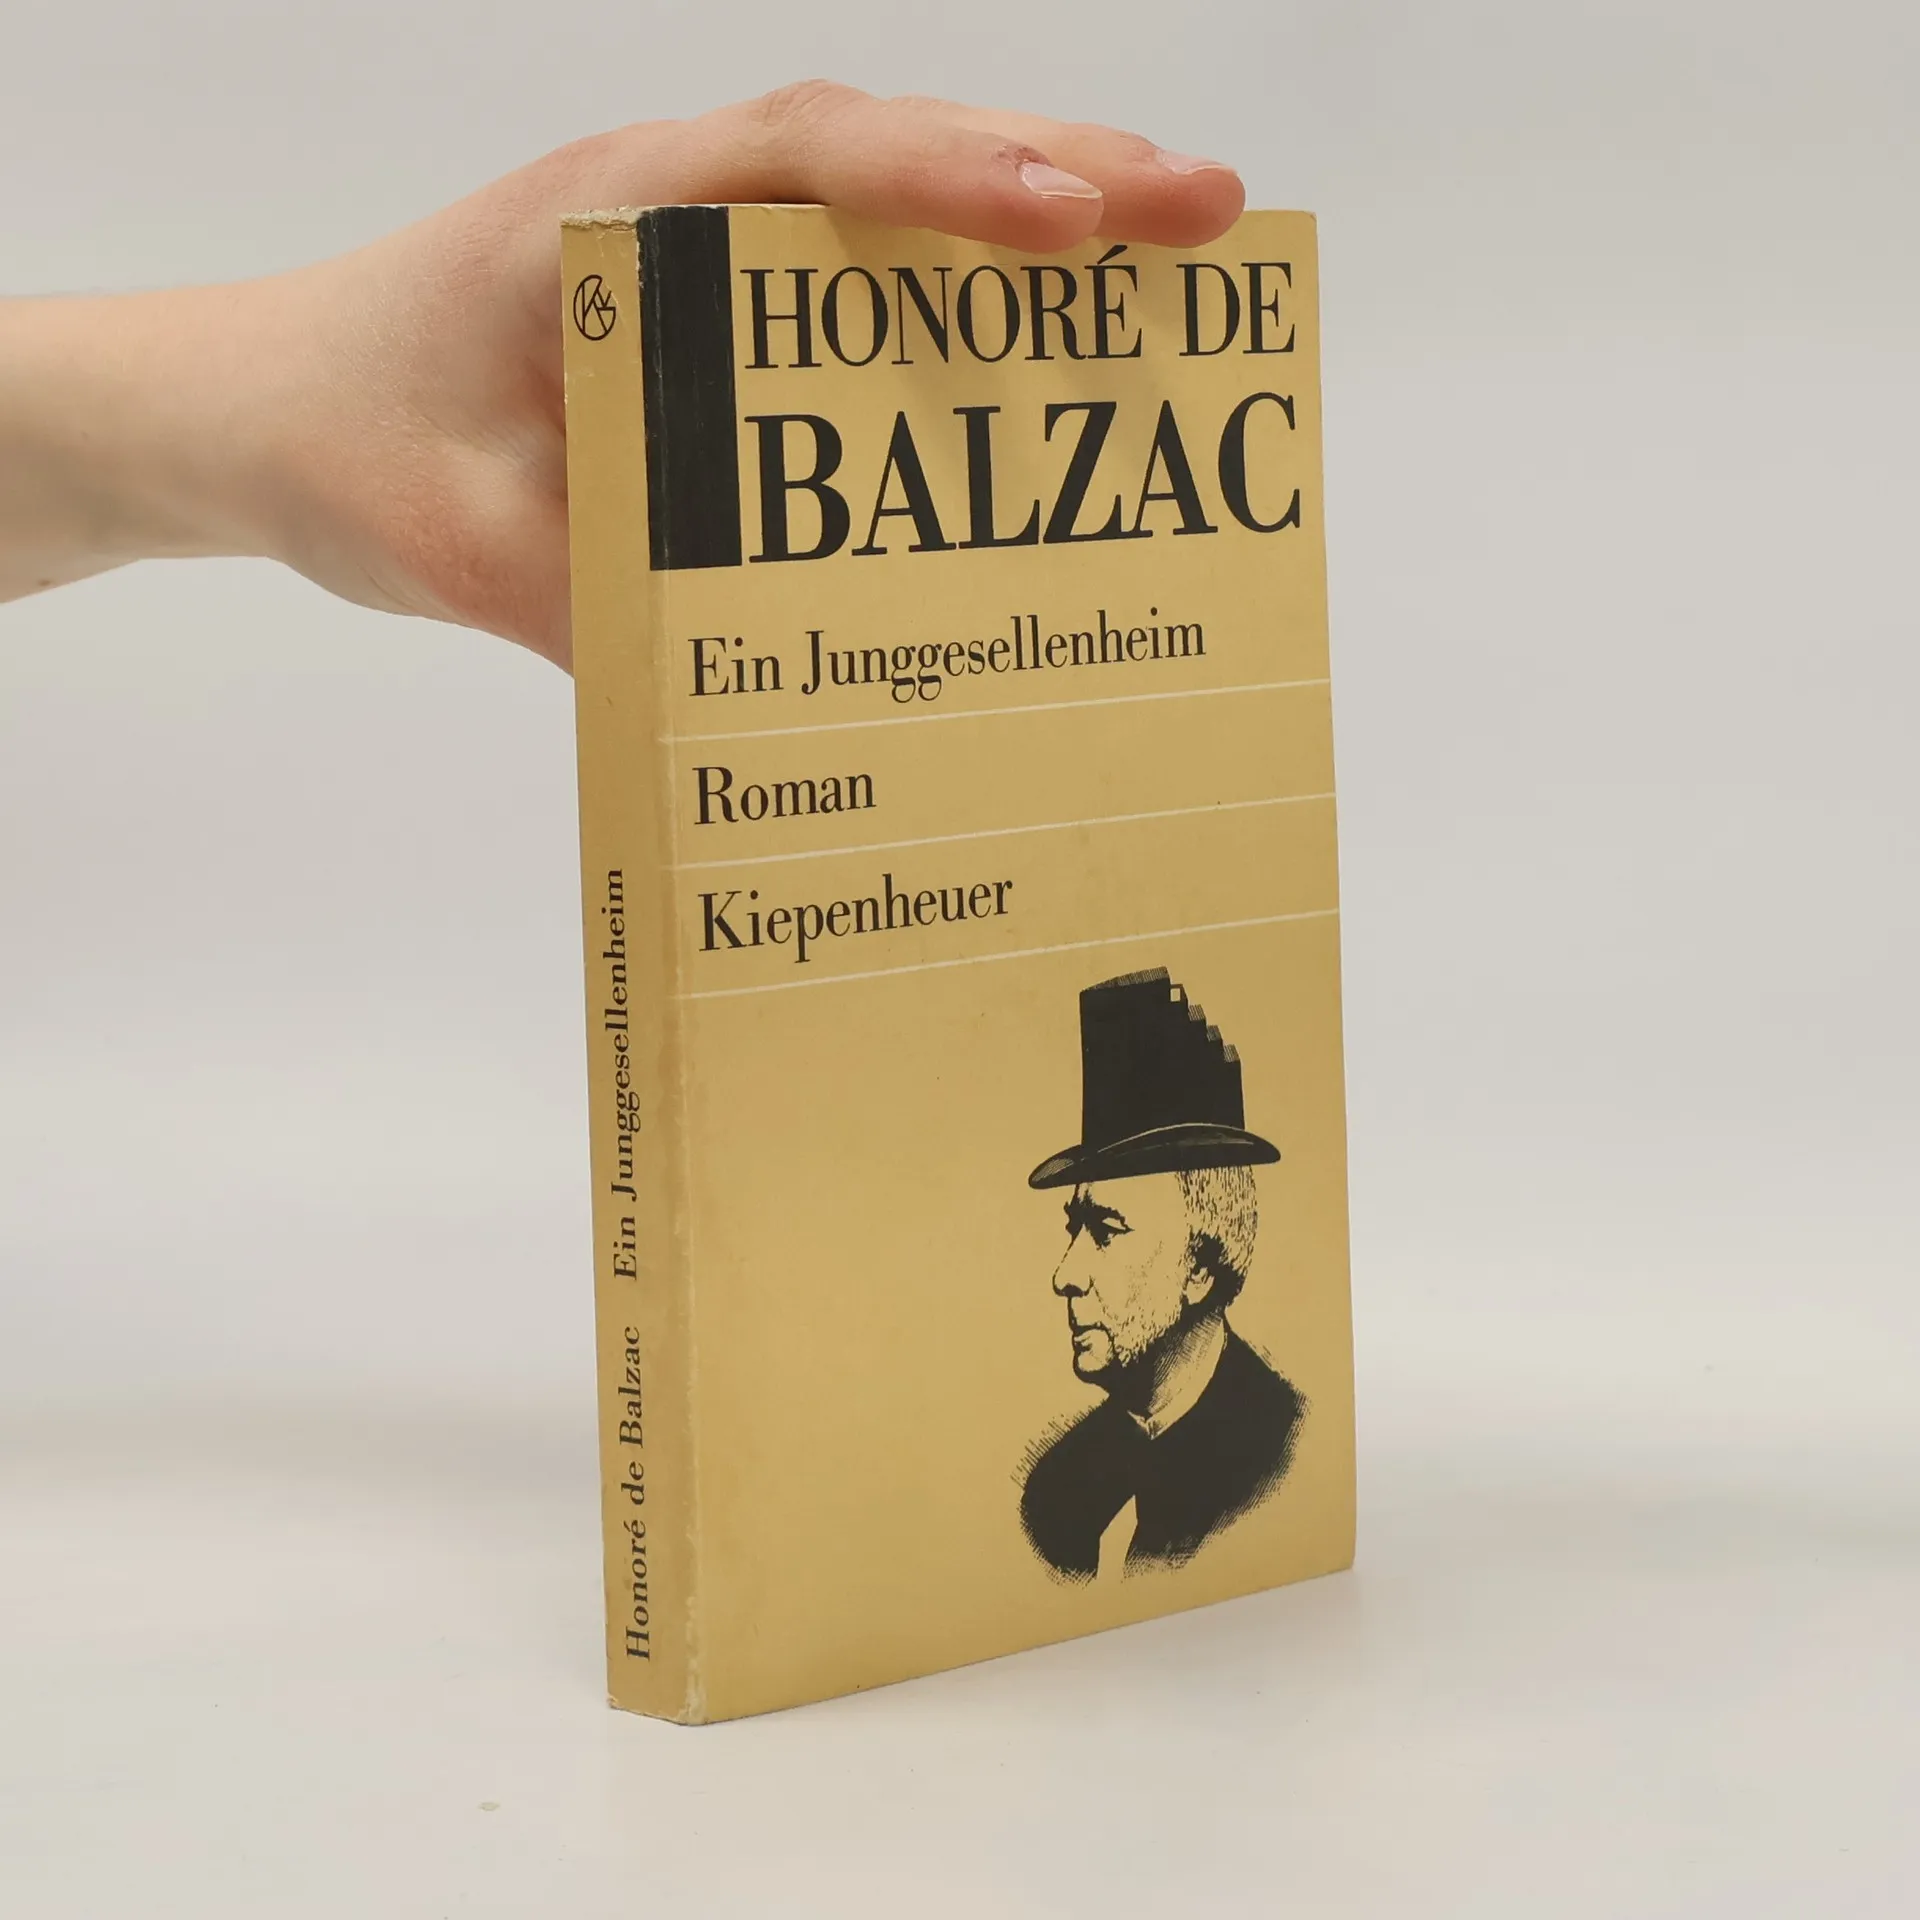 HONORÉ DE
BALZAC
Ein Junggesellenheim
Roman
Kiepenheuer
Honoré de Balzac Ein Junggesellenheim